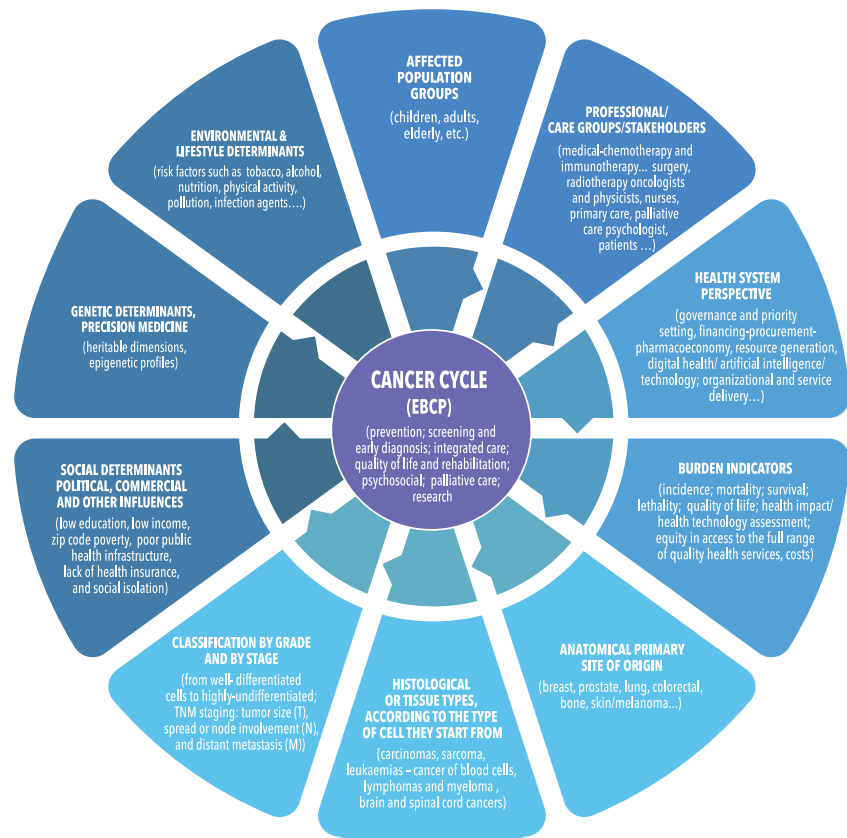 AFFECTED
POPULATION
GROUPS
(children, adults,
elderly, etc.)
PROFESSIONAL/
CARE GROUPS/STAKEHOLDERS
(medical-chemotherapy and
immunotherapy... surgery,
radiotherapy oncologists
and physicists, nurses,
primary care, palliative
care psychologist,
patients ...)
HEALTH SYSTEM
PERSPECTIVE
(governance and priority
setting, financing-procurement-
pharmacoeconomy, resource generation,
digital health/ artificial intelligence/
technology; organizational and service
delivery...)
BURDEN INDICATORS
(incidence; mortality; survival;
lethality; quality of liife; health impact/
health technology assessment;
equity in access to the full range
of quality health services, costs)
ANATOMICAL PRIMARY
SITE OF ORIGIN
(breast, prostate, lung, colorectal,
bone, skin/melanoma...)
HISTOLOGICAL
OR TISSUE TYPES,
ACCORDING TO THE TYPE
OF CELL THEY START FROM
(carcinomas, sarcoma,
leukaemias – cancer of blood cells,
lymphomas and myeloma ,
brain and spinal cord cancers)
CLASSIFICATION BY GRADE
AND BY STAGE
(from well- differentiated
cells to highly-undifferentiated;
TNM staging: tumor size (T),
spread or node involvement (N),
and distant metastasis (M))
SOCIAL DETERMINANTS
POLITICAL, COMMERCIAL
AND OTHER INFLUENCES
(low education, low income,
zip code poverty, poor public
health infrastructure,
lack of health insurance,
and social isolation)
GENETIC DETERMINANTS,
PRECISION MEDICINE
(heritable dimensions,
epigenetic profiles)
ENVIRONMENTAL &
LIFESTYLE DETERMINANTS
(risk factors such as tobacco, alcohol,
nutrition, physical activity,
pollution, infection agents....)
CANCER CYCLE
(EBCP)
(prevention; screening and
early diagnosis; integrated care;
quality of life and rehabilitation;
psychosocial; palliative care;
research